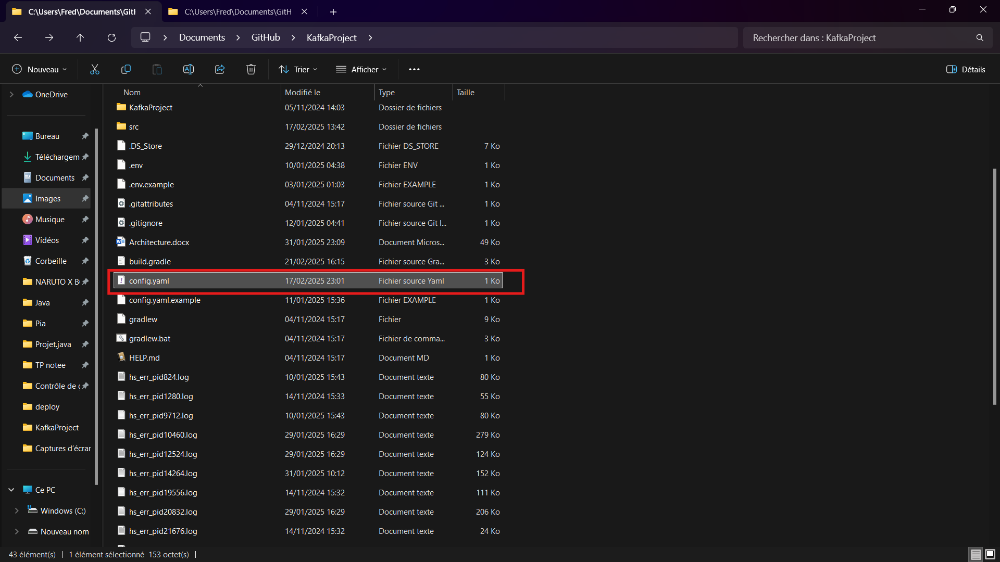 C:\Users\Fred\Documents\Git
C:\Users\Fred\Documents\GitH
Documents > GitHub > KafkaProject >
Rechercher dans : KafkaProject
Nouveau
Trier
Afficher
Détails
OneDrive
Bureau
Téléchargem
Documents
Images
Musique
Vidéos
Corbeille
NARUTO X B
Java
Pia
Projet.java
TP notee
Contrôle de
deploy
KafkaProject
Captures d'écra
Ce PC
Windows (C:)
Nouveau nom
Nom Modifié le Type Taille
KafkaProject 05/11/2024 14:03 Dossier de fichiers
src 17/02/2025 13:42 Dossier de fichiers
.DS_Store 29/12/2024 20:13 Fichier DS_STORE 7 Ko
.env 10/01/2025 04:38 Fichier ENV 1 Ko
.env.example 03/01/2025 01:03 Fichier EXAMPLE 1 Ko
.gitattributes 04/11/2024 15:17 Fichier source Git ... 1 Ko
.gitignore 12/01/2025 04:41 Fichier source Git I... 1 Ko
Architecture.docx 31/01/2025 23:09 Document Micros... 49 Ko
build.gradle 21/02/2025 16:15 Fichier source Gra... 3 Ko
config.yaml 17/02/2025 23:01 Fichier source Yaml 1 Ko
config.yaml.example 11/01/2025 15:36 Fichier EXAMPLE 1 Ko
gradlew 04/11/2024 15:17 Fichier 9 Ko
gradlew.bat 04/11/2024 15:17 Fichier de comma... 3 Ko
HELP.md 04/11/2024 15:17 Document MD 1 Ko
hs_err_pid824.log 10/01/2025 15:43 Document texte 80 Ko
hs_err_pid1280.log 14/11/2024 15:33 Document texte 55 Ko
hs_err_pid9712.log 10/01/2025 15:43 Document texte 80 Ko
hs_err_pid10460.log 29/01/2025 16:29 Document texte 279 Ko
hs_err_pid12524.log 29/01/2025 16:29 Document texte 124 Ko
hs_err_pid14264.log 31/01/2025 10:12 Document texte 152 Ko
hs_err_pid19556.log 14/11/2024 15:32 Document texte 111 Ko
hs_err_pid20832.log 29/01/2025 16:29 Document texte 206 Ko
hs_err_pid21676.log 14/11/2024 15:32 Document texte 24 Ko
43 élément(s) | 1 élément sélectionné 153 octet(s) |